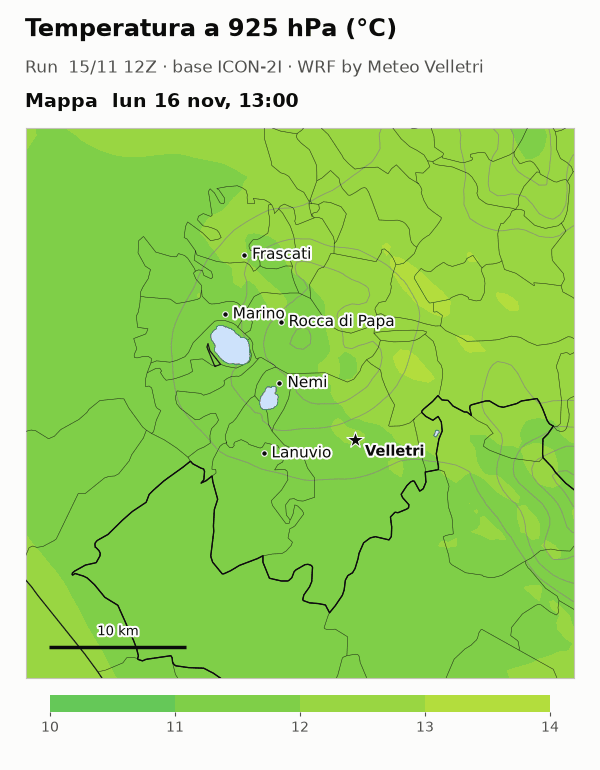 Temperatura a 925 hPa (°C)
Run  15/11 12Z · base ICON-2I · WRF by Meteo Velletri
Mappa  lun 16 nov, 13:00
Frascati
Marino
Rocca di Papa
Nemi
Velletri
Lanuvio
10 km
10 11 12 13 14